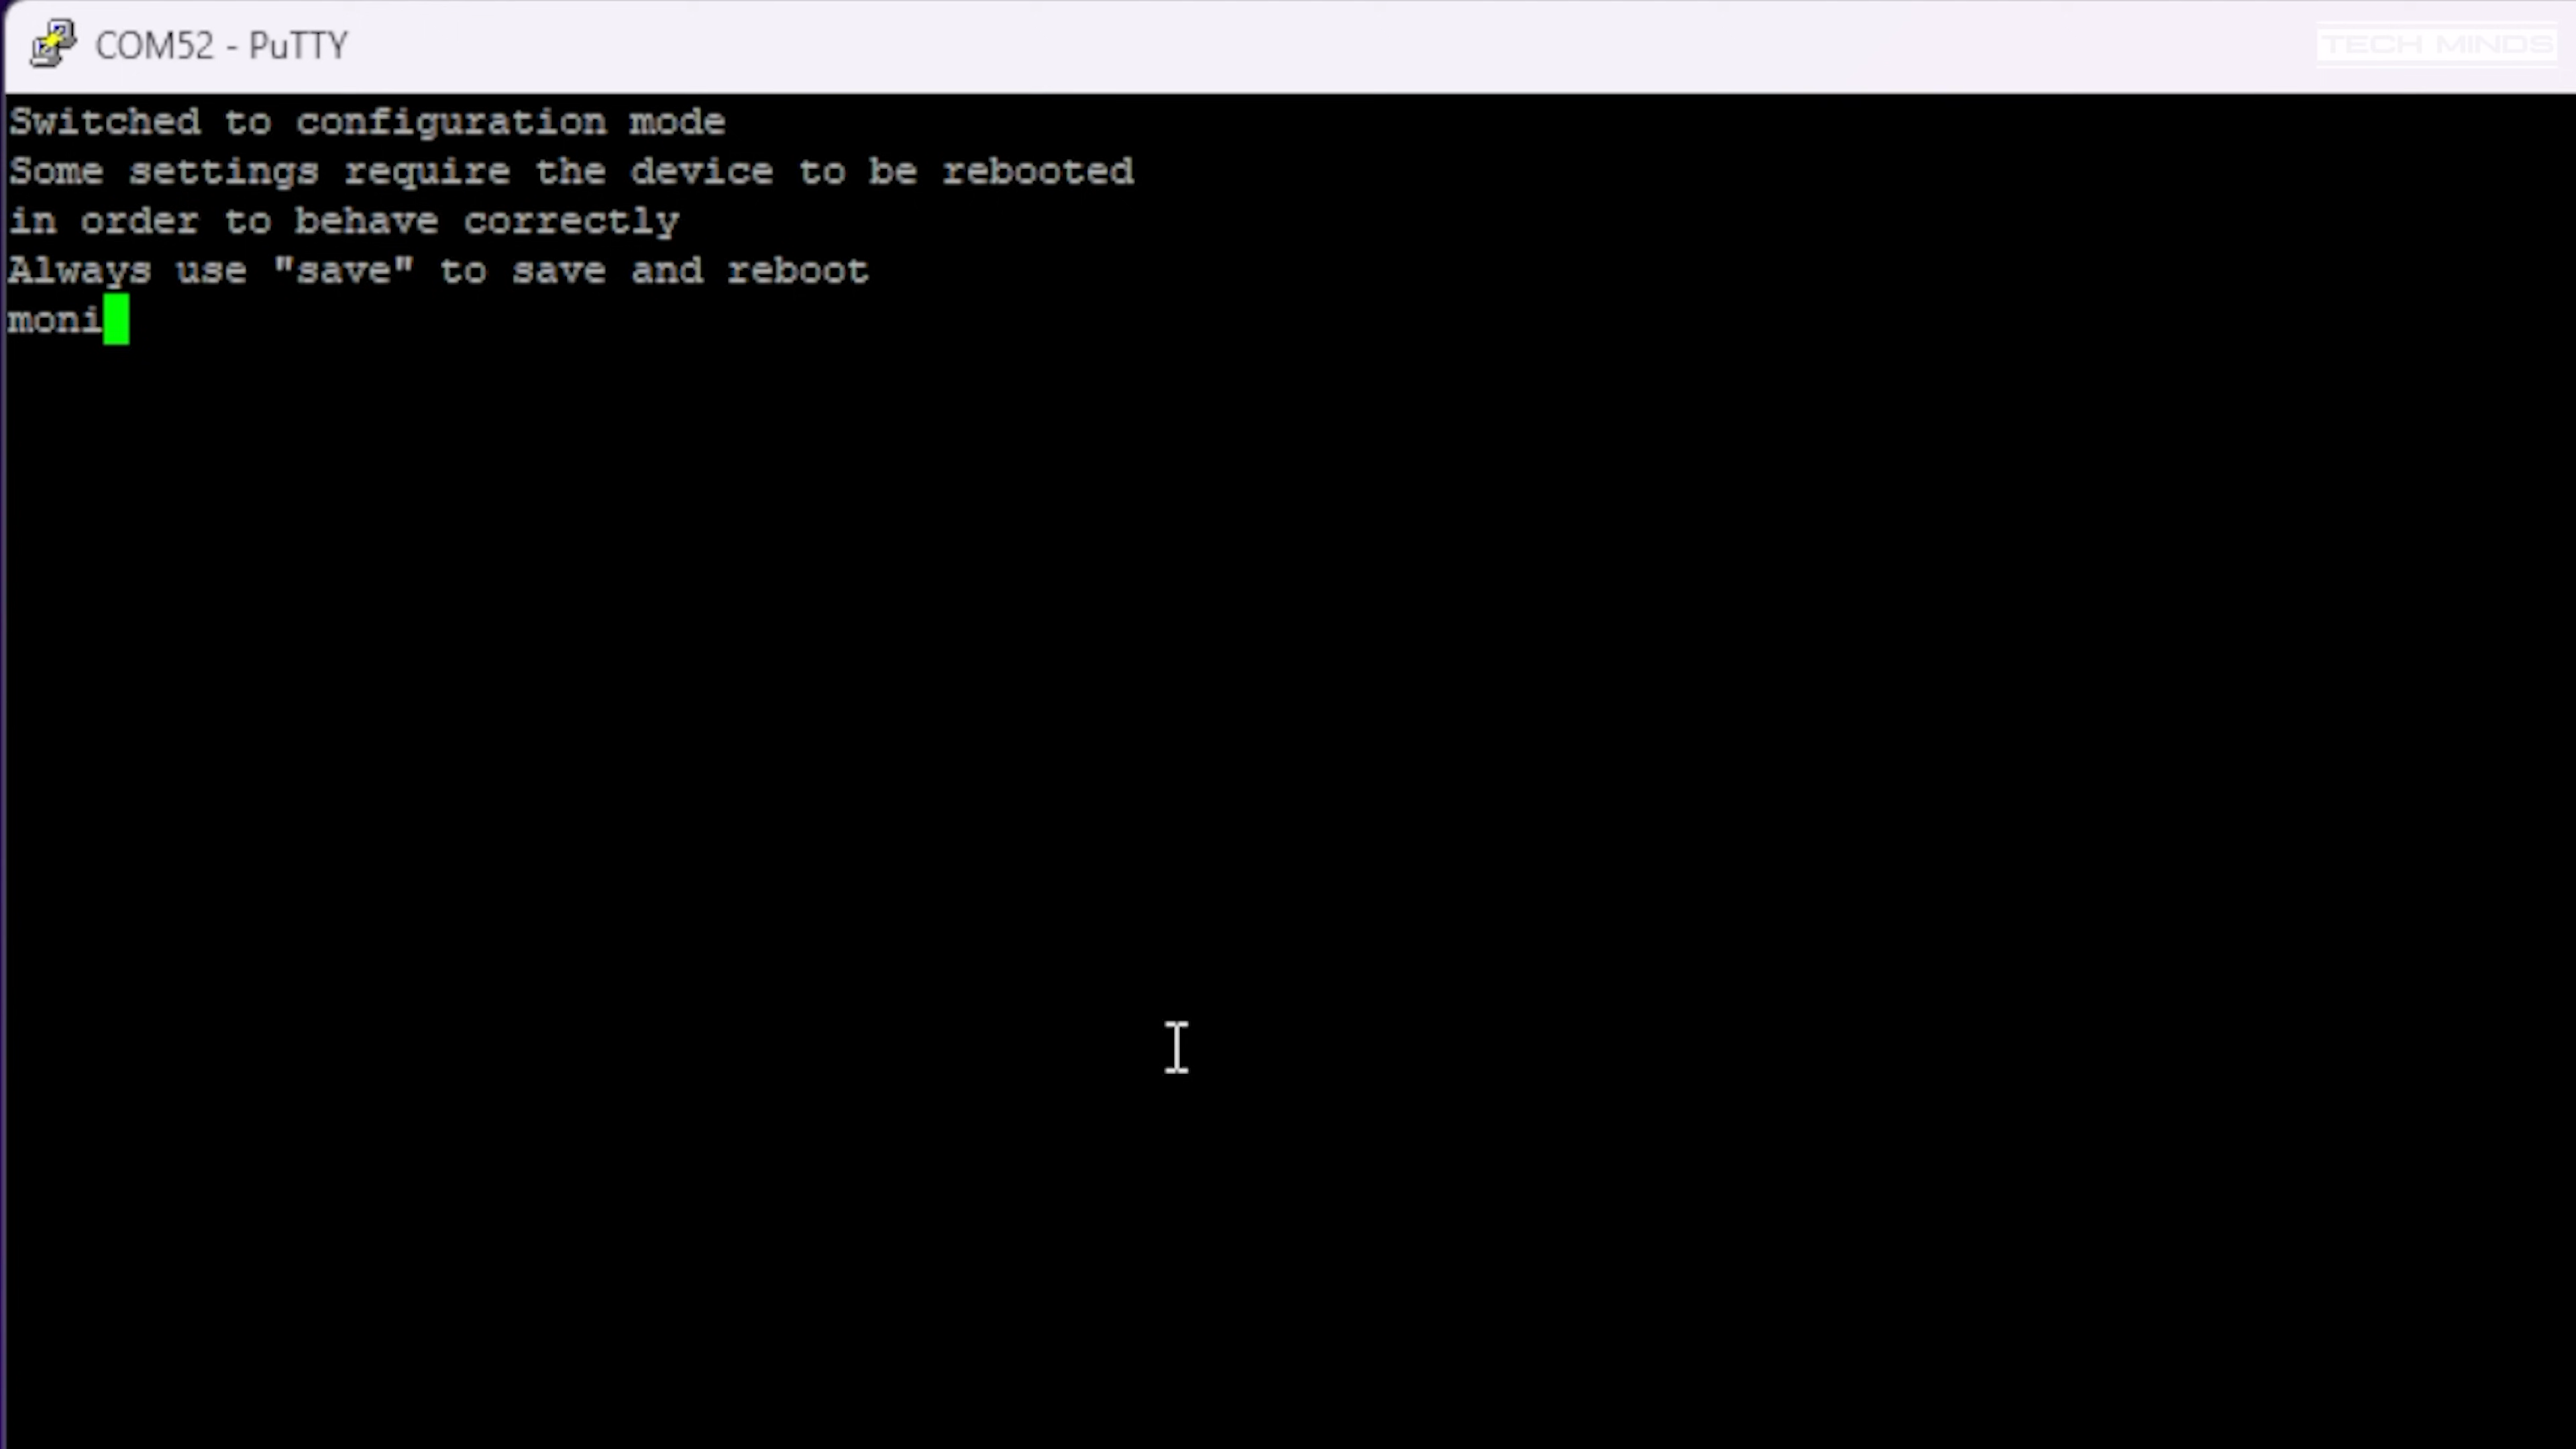 COM52 - PuTTY
TECH MINDS
Switched to configuration mode
Some settings require the device to be rebooted
in order to behave correctly
Always use "save" to save and reboot
moni